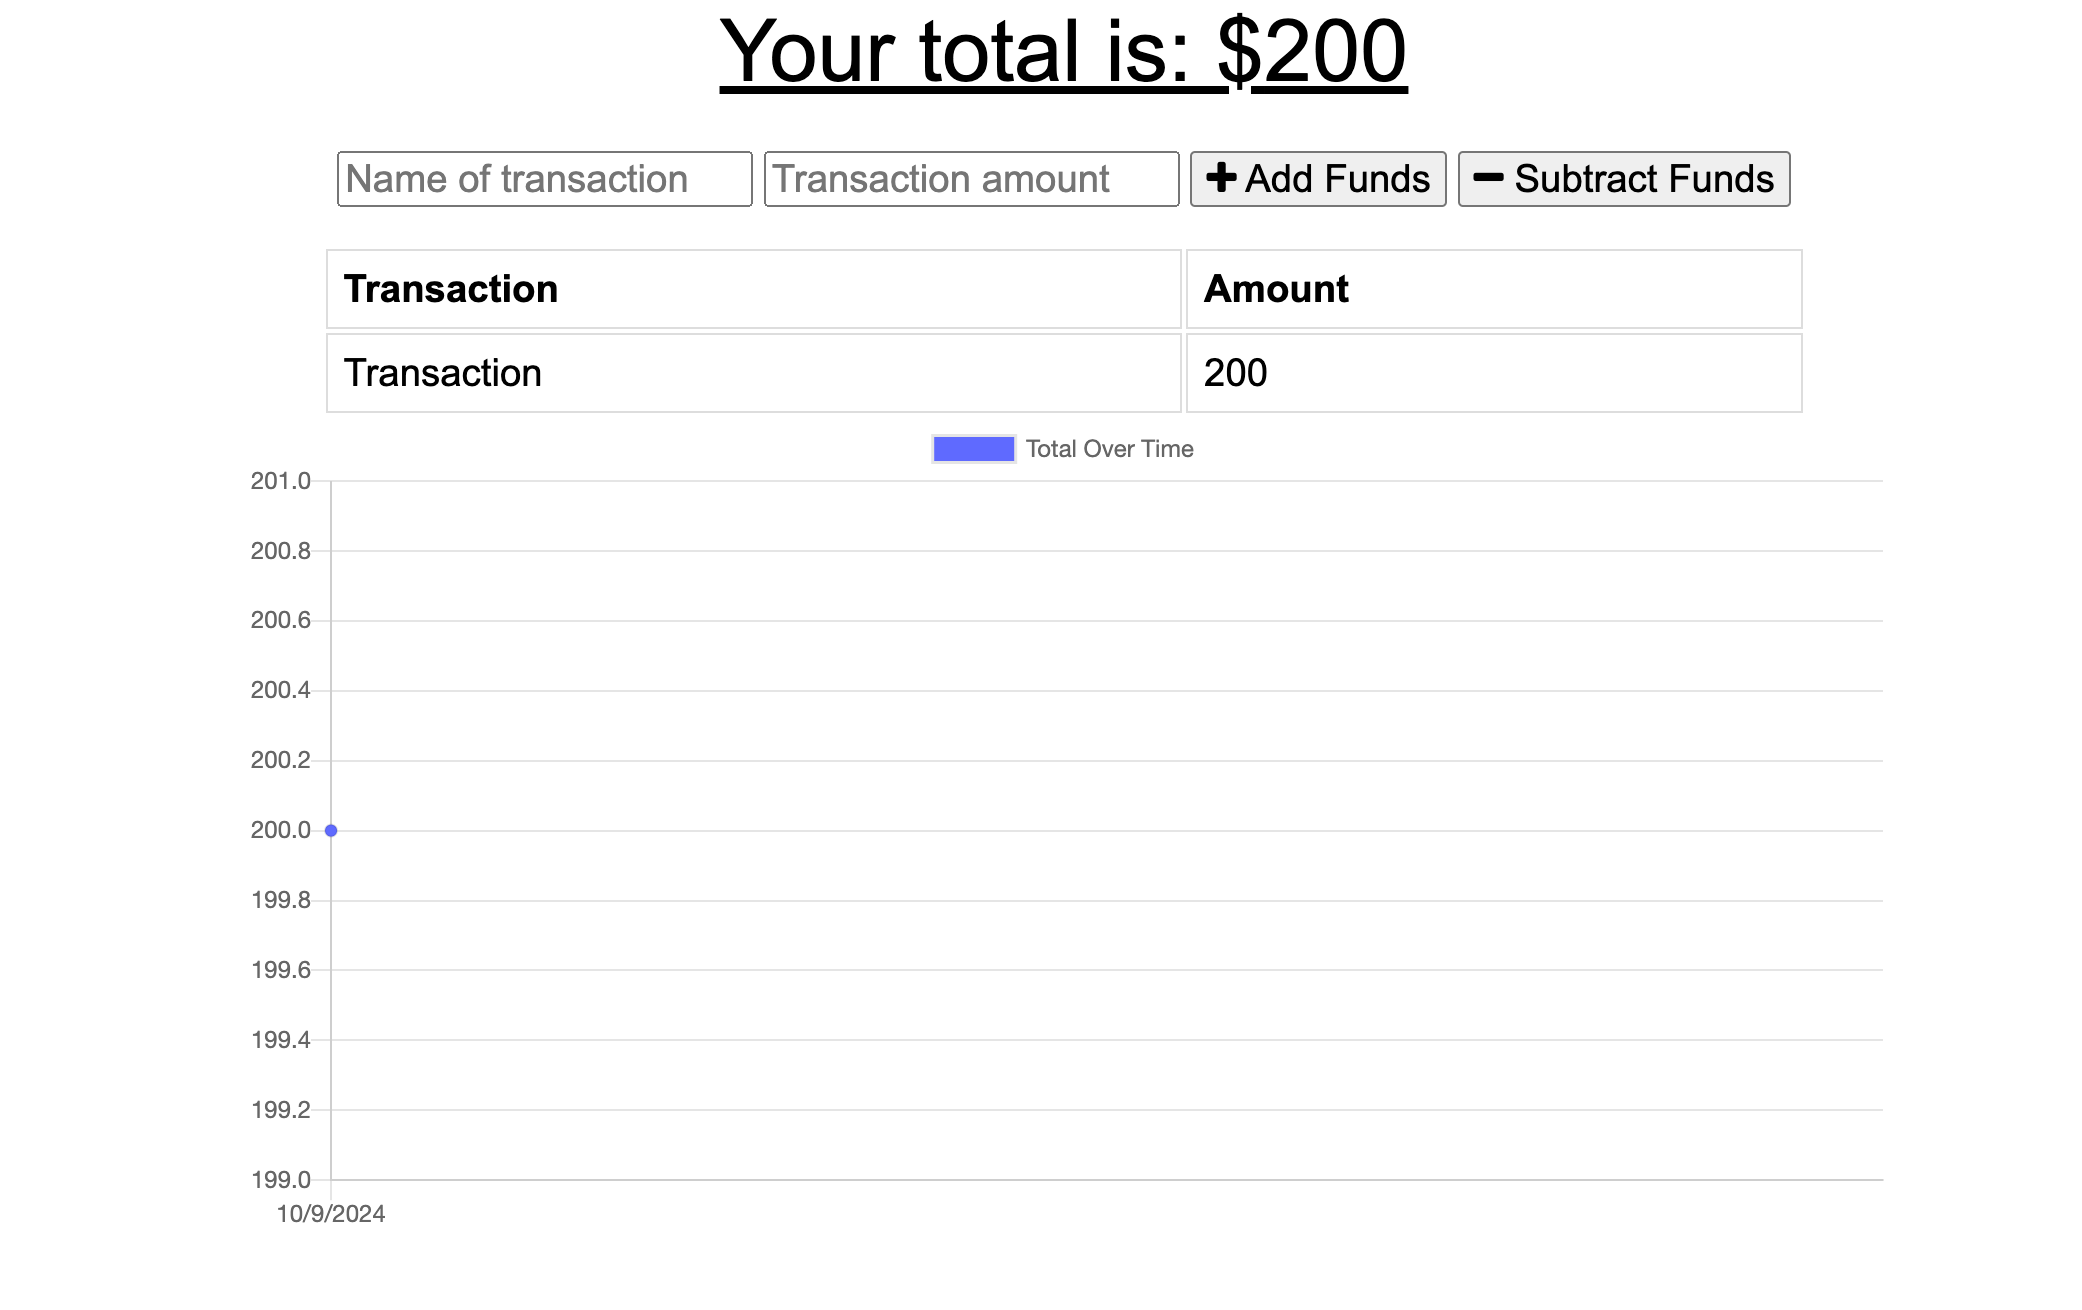 Your total is: $200
Name of transaction Transaction amount Add Funds Subtract Funds
Transaction Amount
Transaction 200
Total Over Time
201.0
200.8
200.6
200.4
200.2
200.0
199.8
199.6
199.4
199.2
199.0
10/9/2024